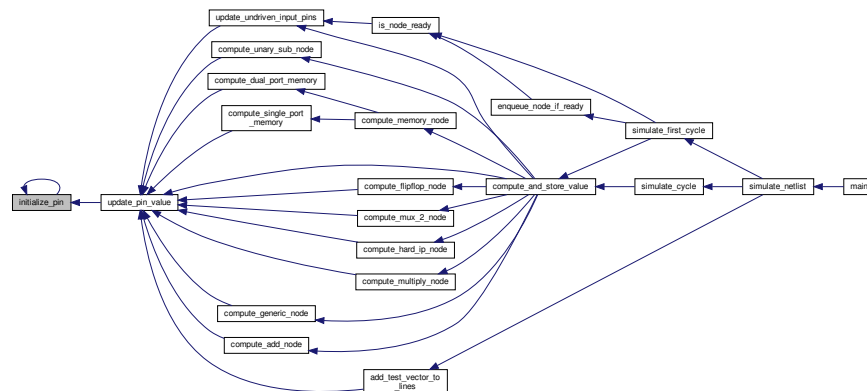 update_undriven_input_pins
is_node_ready
compute_unary_sub_node
compute_dual_port_memory
enqueue_node_if_ready
compute_single_port
_memory
compute_memory_node
simulate_first_cycle
compute_flipflop_node
compute_and_store_value
simulate_cycle
simulate_netlist
main
initialize_pin
update_pin_value
compute_mux_2_node
compute_hard_ip_node
compute_multiply_node
compute_generic_node
compute_add_node
add_test_vector_to
_lines